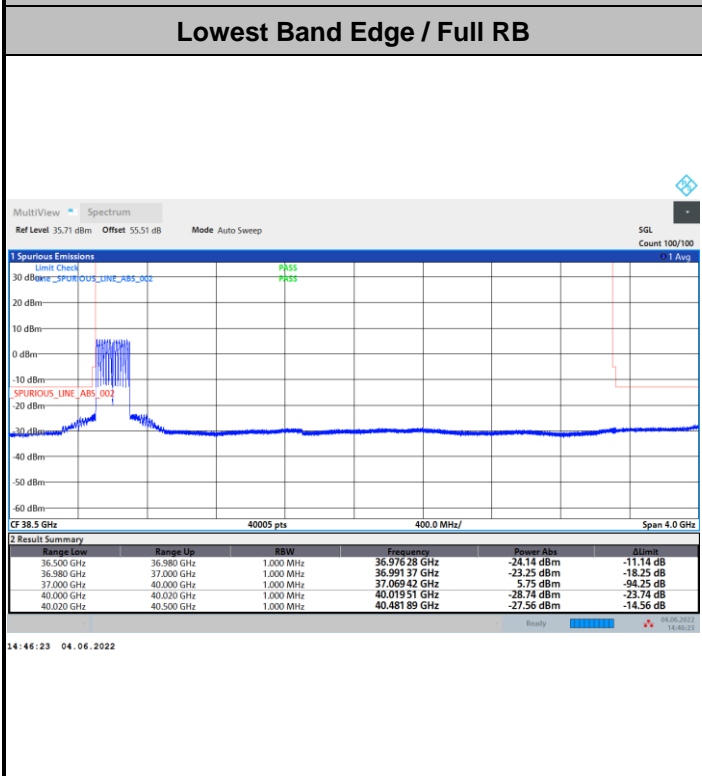 Lowest Band Edge / Full RB
MultiView Spectrum
Ref Level 35.71 dBm Offset 55.51 dB Mode Auto Sweep SGL
Count 100/100
1 Spurious Emissions 1 Avg
Limit Check PASS
30 dBm Line _SPURIOUS_LINE_ABS_002 PASS
20 dBm
10 dBm
0 dBm
-10 dBm
_SPURIOUS_LINE_ABS_002
-20 dBm
-30 dBm
-40 dBm
-50 dBm
-60 dBm
CF 38.5 GHz 40005 pts 400.0 MHz/ Span 4.0 GHz
2 Result Summary
Range Low Range Up RBW Frequency Power Abs ΔLimit
36.500 GHz 36.980 GHz 1.000 MHz 36.976 28 GHz -24.14 dBm -11.14 dB
36.980 GHz 37.000 GHz 1.000 MHz 36.991 37 GHz -23.25 dBm -18.25 dB
37.000 GHz 40.000 GHz 1.000 MHz 37.069 42 GHz 5.75 dBm -94.25 dB
40.000 GHz 40.020 GHz 1.000 MHz 40.019 51 GHz -28.74 dBm -23.74 dB
40.020 GHz 40.500 GHz 1.000 MHz 40.481 89 GHz -27.56 dBm -14.56 dB
Ready 04.06.2022
14:46:23
14:46:23 04.06.2022